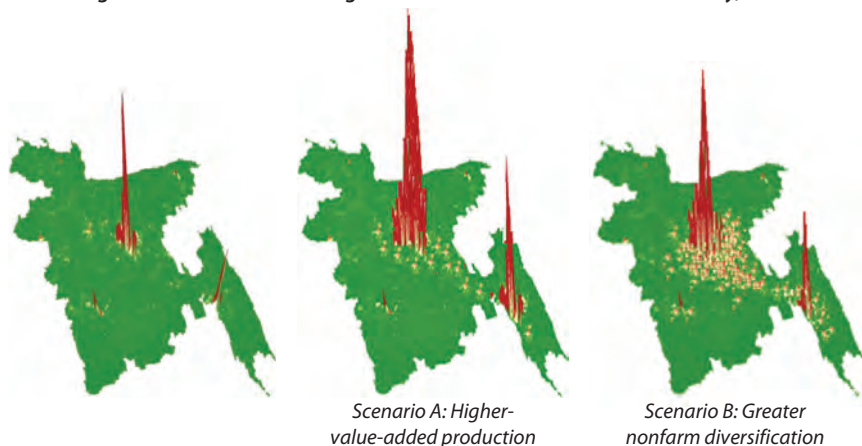 Scenario A: Higher-
value-added production
Scenario B: Greater
nonfarm diversification